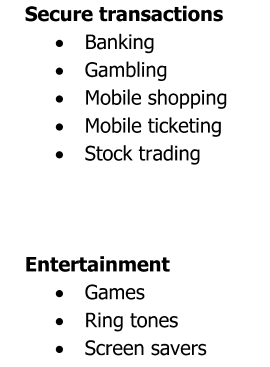 Secure transactions
• Banking
• Gambling
• Mobile shopping
• Mobile ticketing
• Stock trading
Entertainment
• Games
• Ring tones
• Screen savers